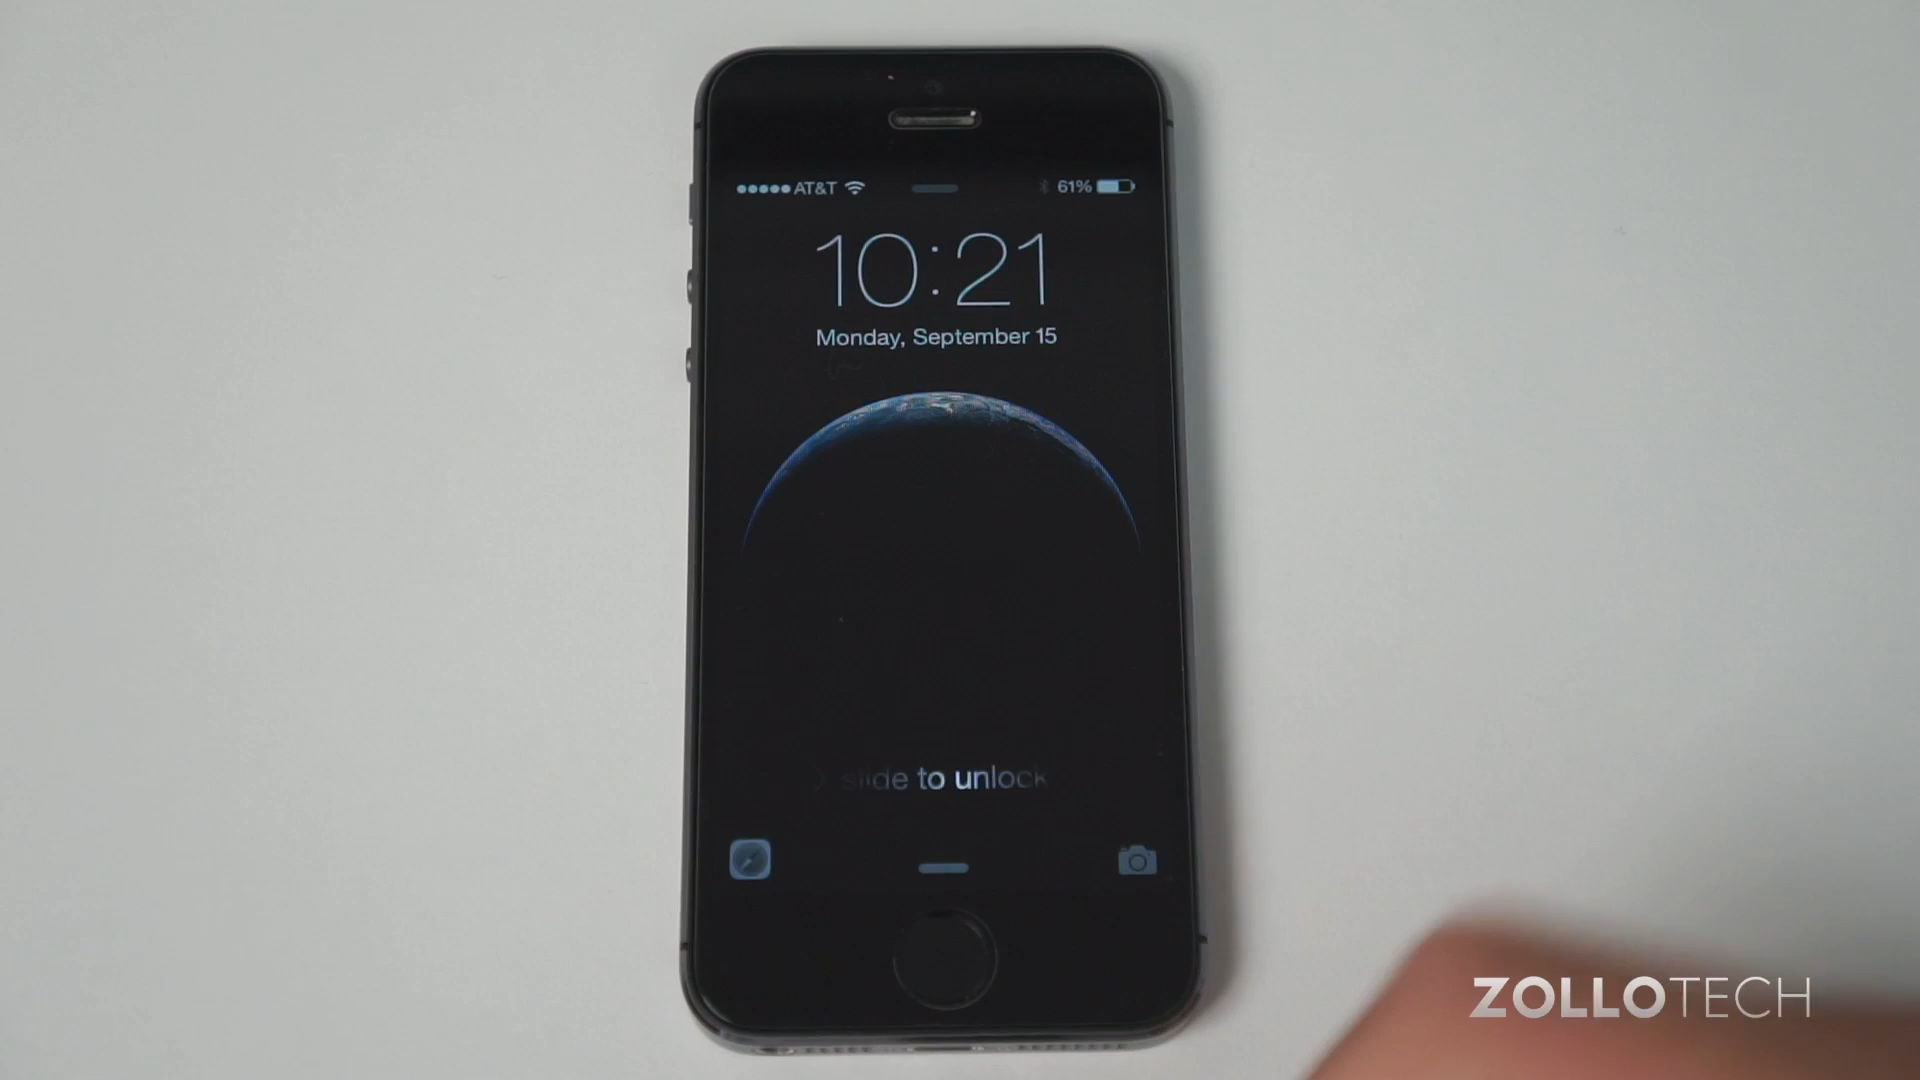 AT&T
61%
10:21
Monday, September 15
slide to unlock
ZOLLOTECH